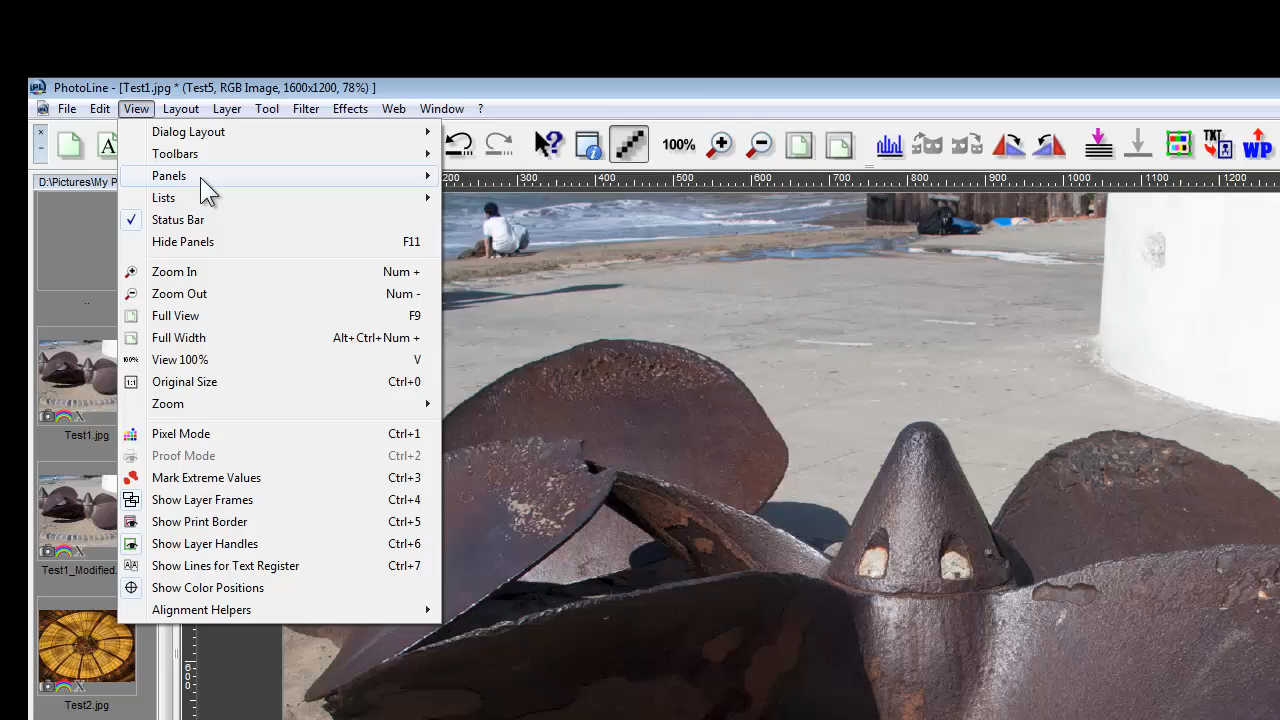 PhotoLine - [Test1.jpg * (Test5, RGB Image, 1600x1200, 78%) ]
File Edit View Layout Layer Tool Filter Effects Web Window ?
A 100% TXT WP
Dialog Layout
Toolbars
Panels
Lists
Status Bar
Hide Panels F11
Zoom In Num +
Zoom Out Num -
Full View F9
Full Width Alt+Ctrl+Num +
100% View 100% V
1:1 Original Size Ctrl+0
Zoom
Pixel Mode Ctrl+1
Proof Mode Ctrl+2
Mark Extreme Values Ctrl+3
Show Layer Frames Ctrl+4
Show Print Border Ctrl+5
Show Layer Handles Ctrl+6
Show Lines for Text Register Ctrl+7
Show Color Positions
Alignment Helpers
D:\Pictures\My P
..
Test1.jpg
Test1_Modified.
Test2.jpg
200 300 400 500 600 700 800 900 1000 1100 1200
600